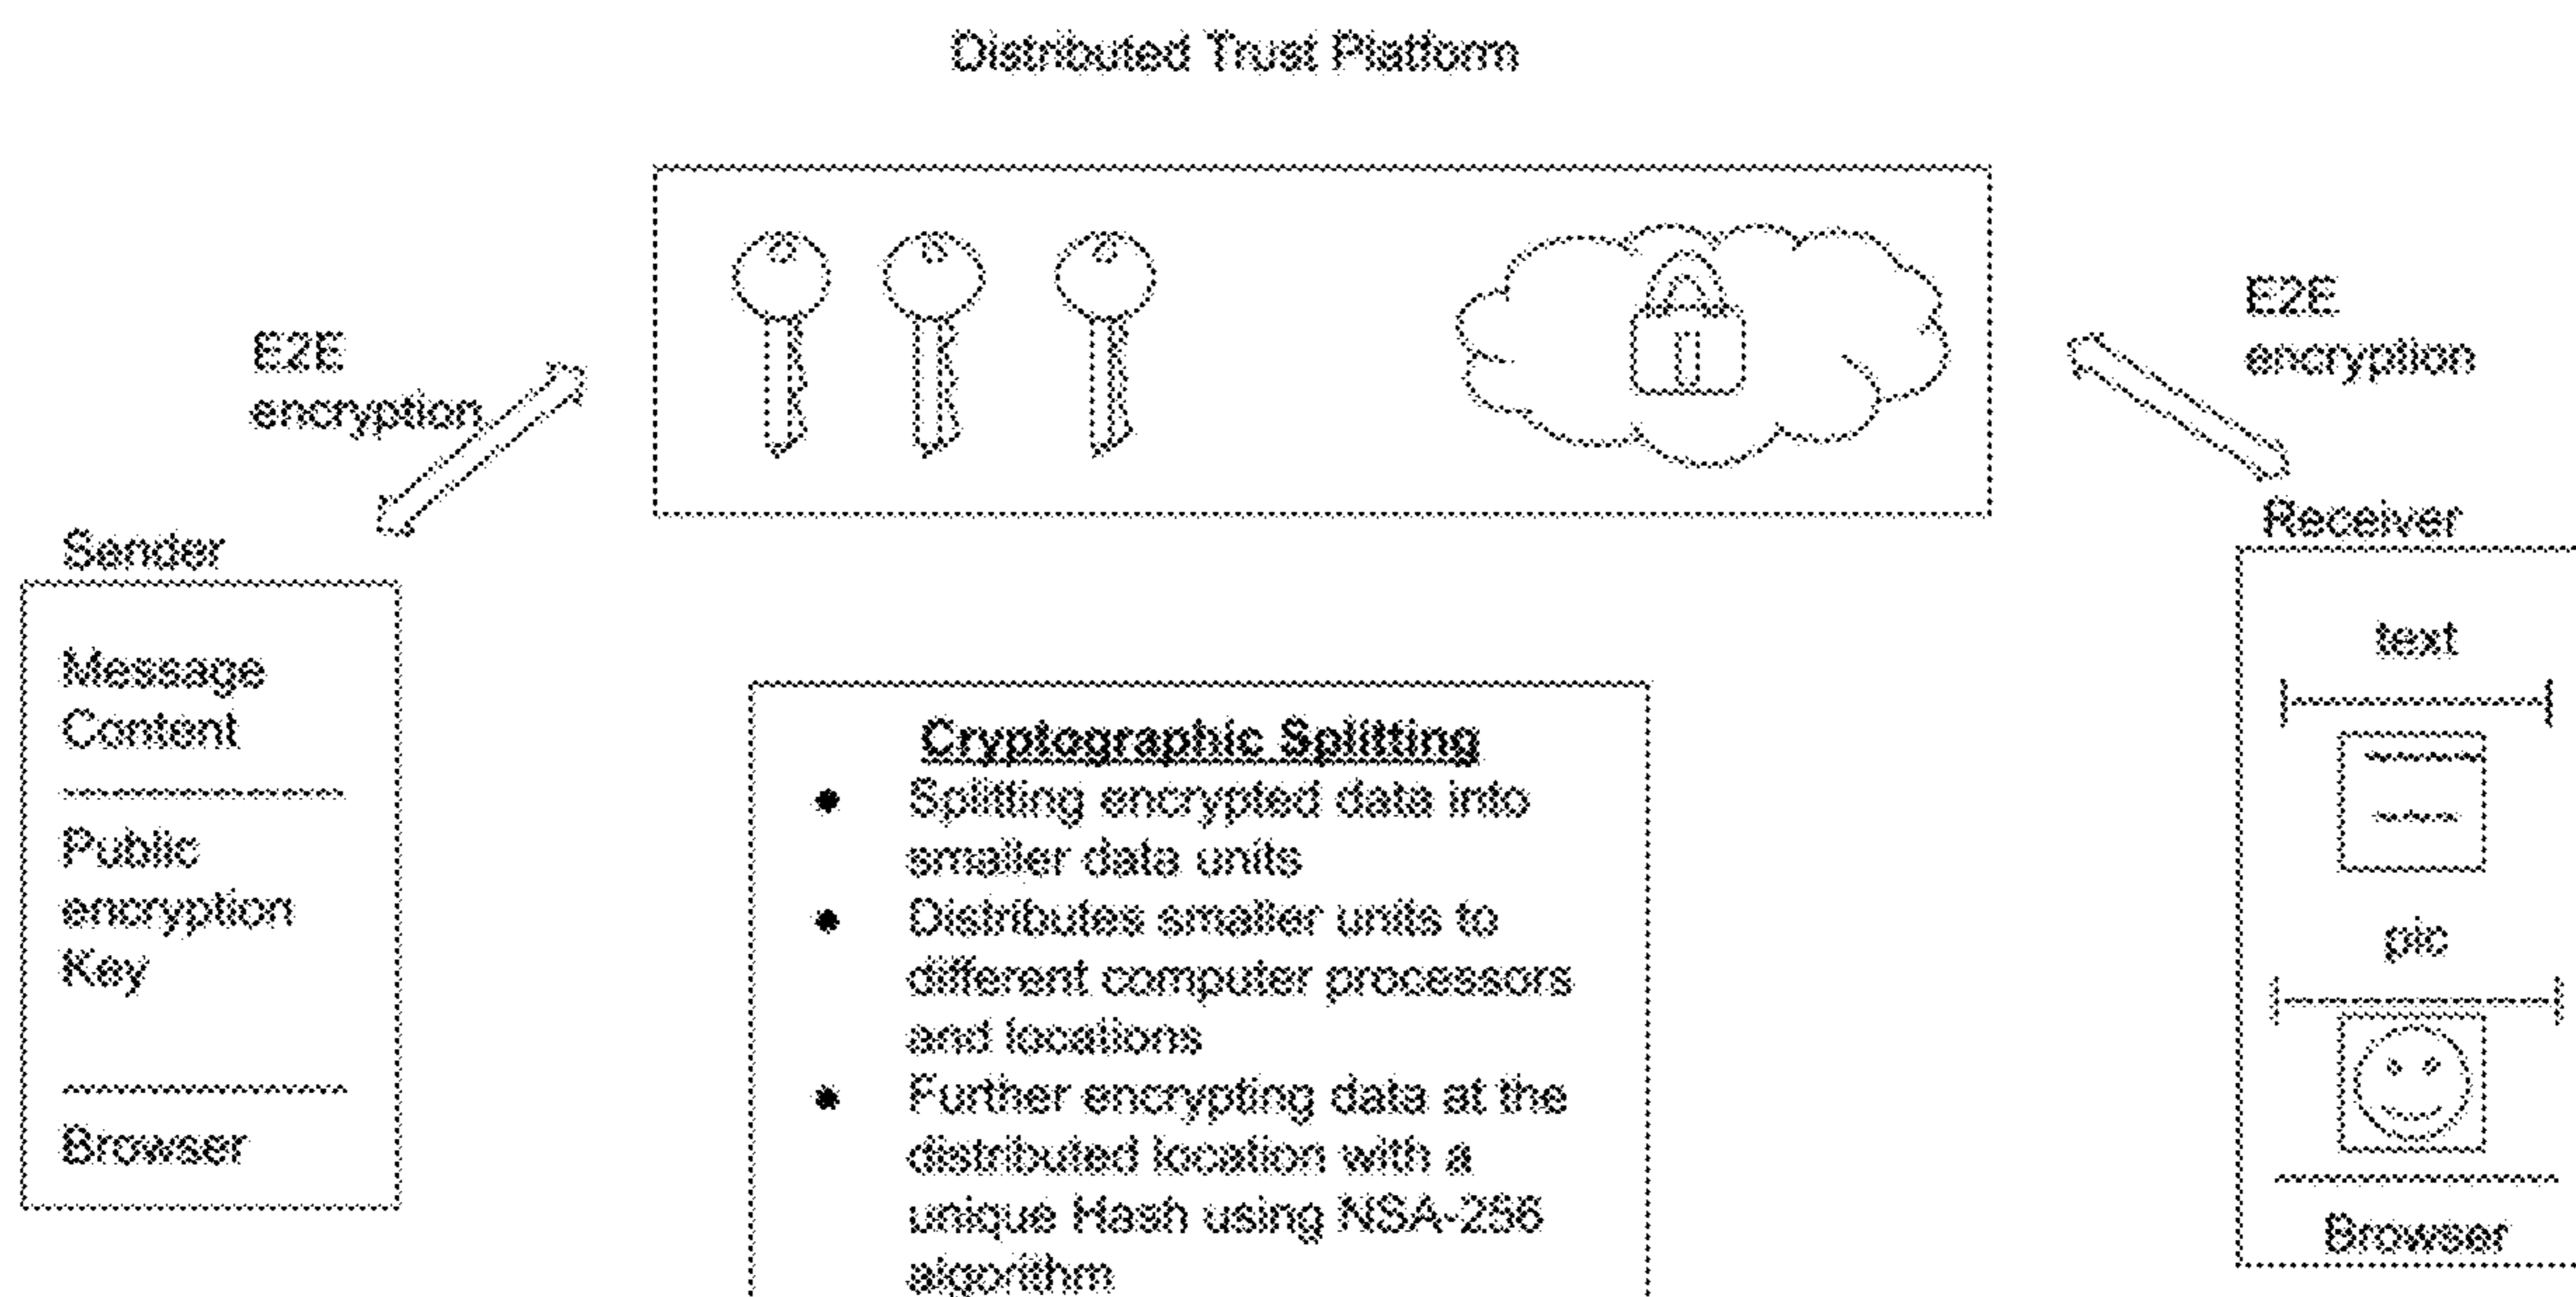 Distributed Trust Platform
E2E
encryption
E2E
encryption
Sender
Message
Content
Public
encryption
Key
Browser
Cryptographic Splitting
Splitting encrypted data into
smaller data units
Distributes smaller units to
different computer processors
and locations
Further encrypting data at the
distributed location with a
unique Hash using NSA-256
algorithm
Receiver
text
pic
Browser